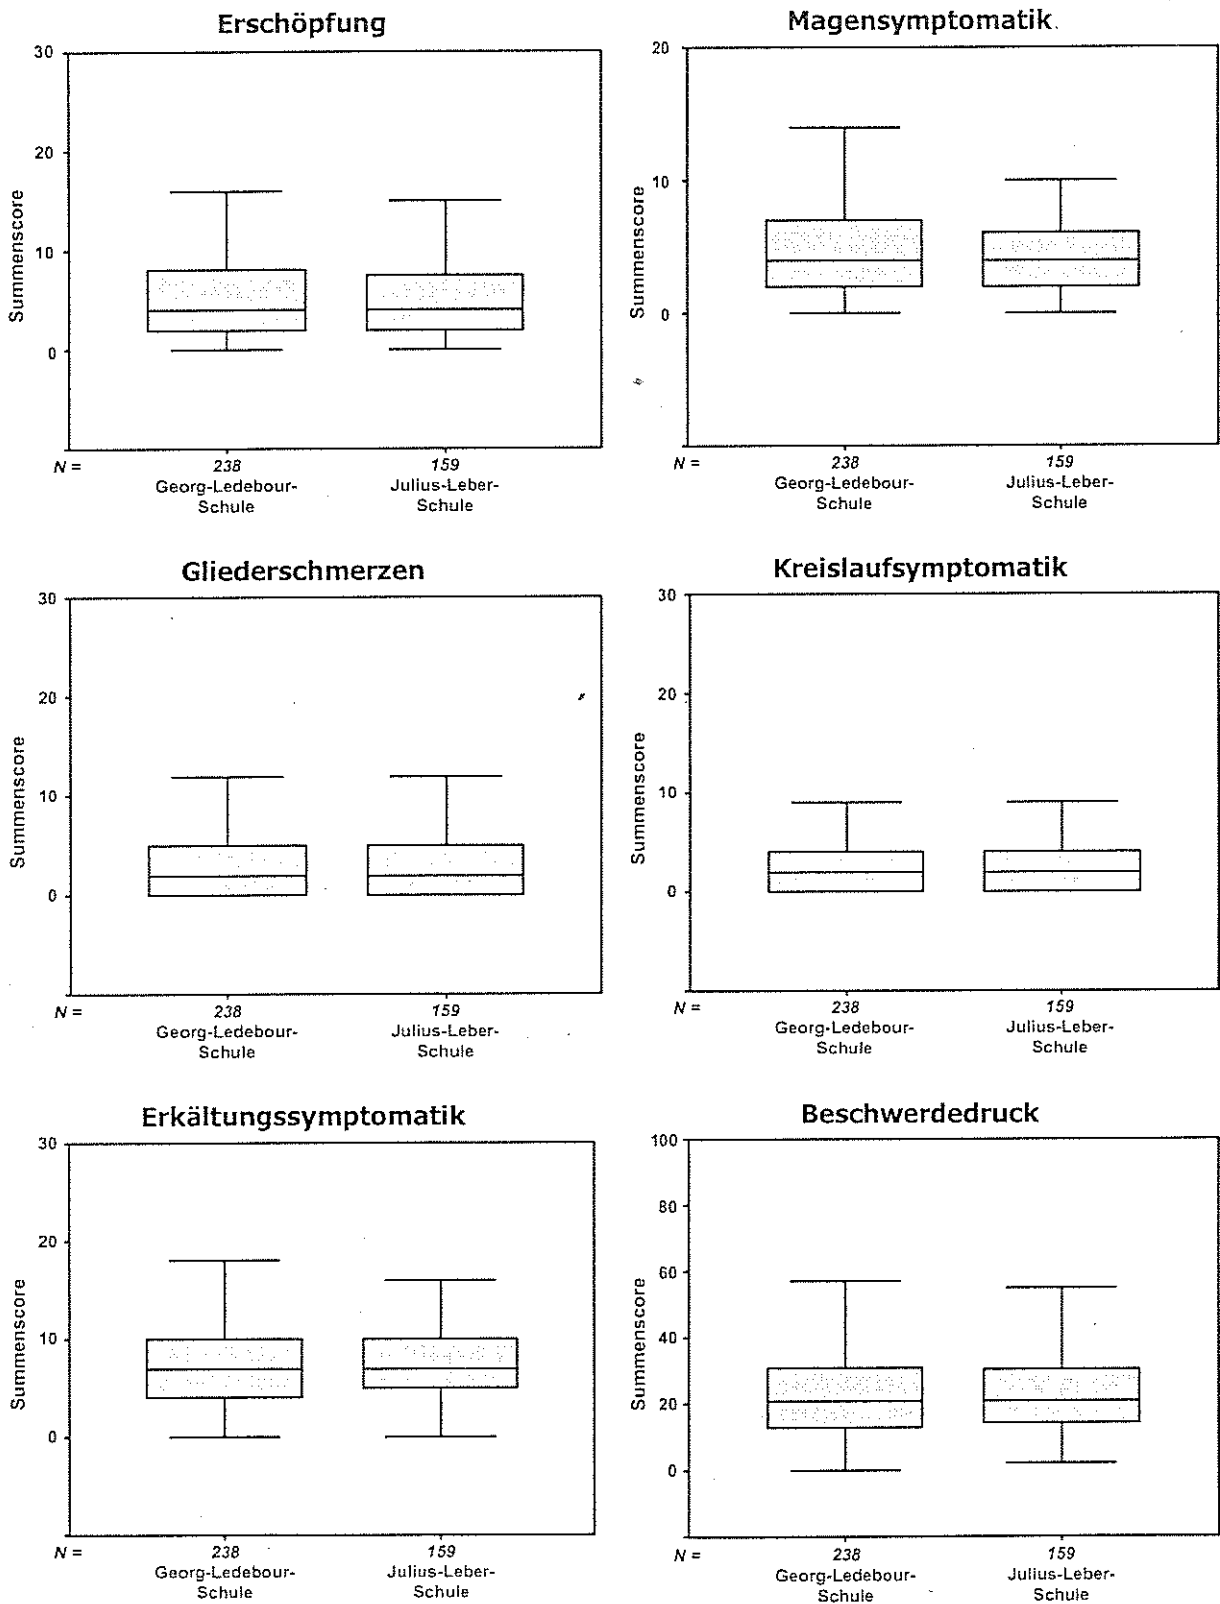 Erschöpfung
30
20
10
0
Summenscore
N =
238
159
Georg-Ledebour-
Schule
Julius-Leber-
Schule
Magensymptomatik
20
10
0
Summenscore
N =
238
159
Georg-Ledebour-
Schule
Julius-Leber-
Schule
Gliederschmerzen
30
20
10
0
Summenscore
N =
238
159
Georg-Ledebour-
Schule
Julius-Leber-
Schule
Kreislaufsymptomatik
30
20
10
0
Summenscore
N =
238
159
Georg-Ledebour-
Schule
Julius-Leber-
Schule
Erkältungssymptomatik
30
20
10
0
Summenscore
N =
238
159
Georg-Ledebour-
Schule
Julius-Leber-
Schule
Beschwerdedruck
100
80
60
40
20
0
Summenscore
N =
238
159
Georg-Ledebour-
Schule
Julius-Leber-
Schule